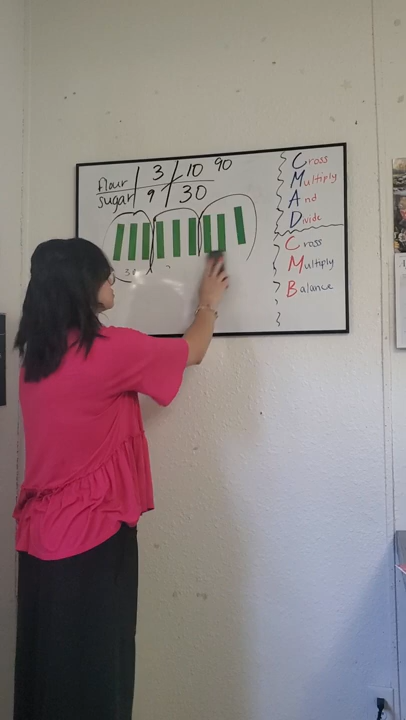 flour 3 10 90
sugar 9 30
Cross
Multiply
And
Divide
Cross
Multiply
Balance